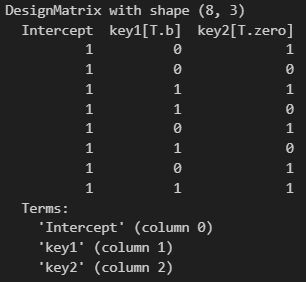 DesignMatrix with shape (8, 3)
  Intercept  key1[T.b]  key2[T.zero]
          1          0             1
          1          0             0
          1          1             1
          1          1             0
          1          0             1
          1          1             0
          1          0             1
          1          1             1
  Terms:
    'Intercept' (column 0)
    'key1' (column 1)
    'key2' (column 2)